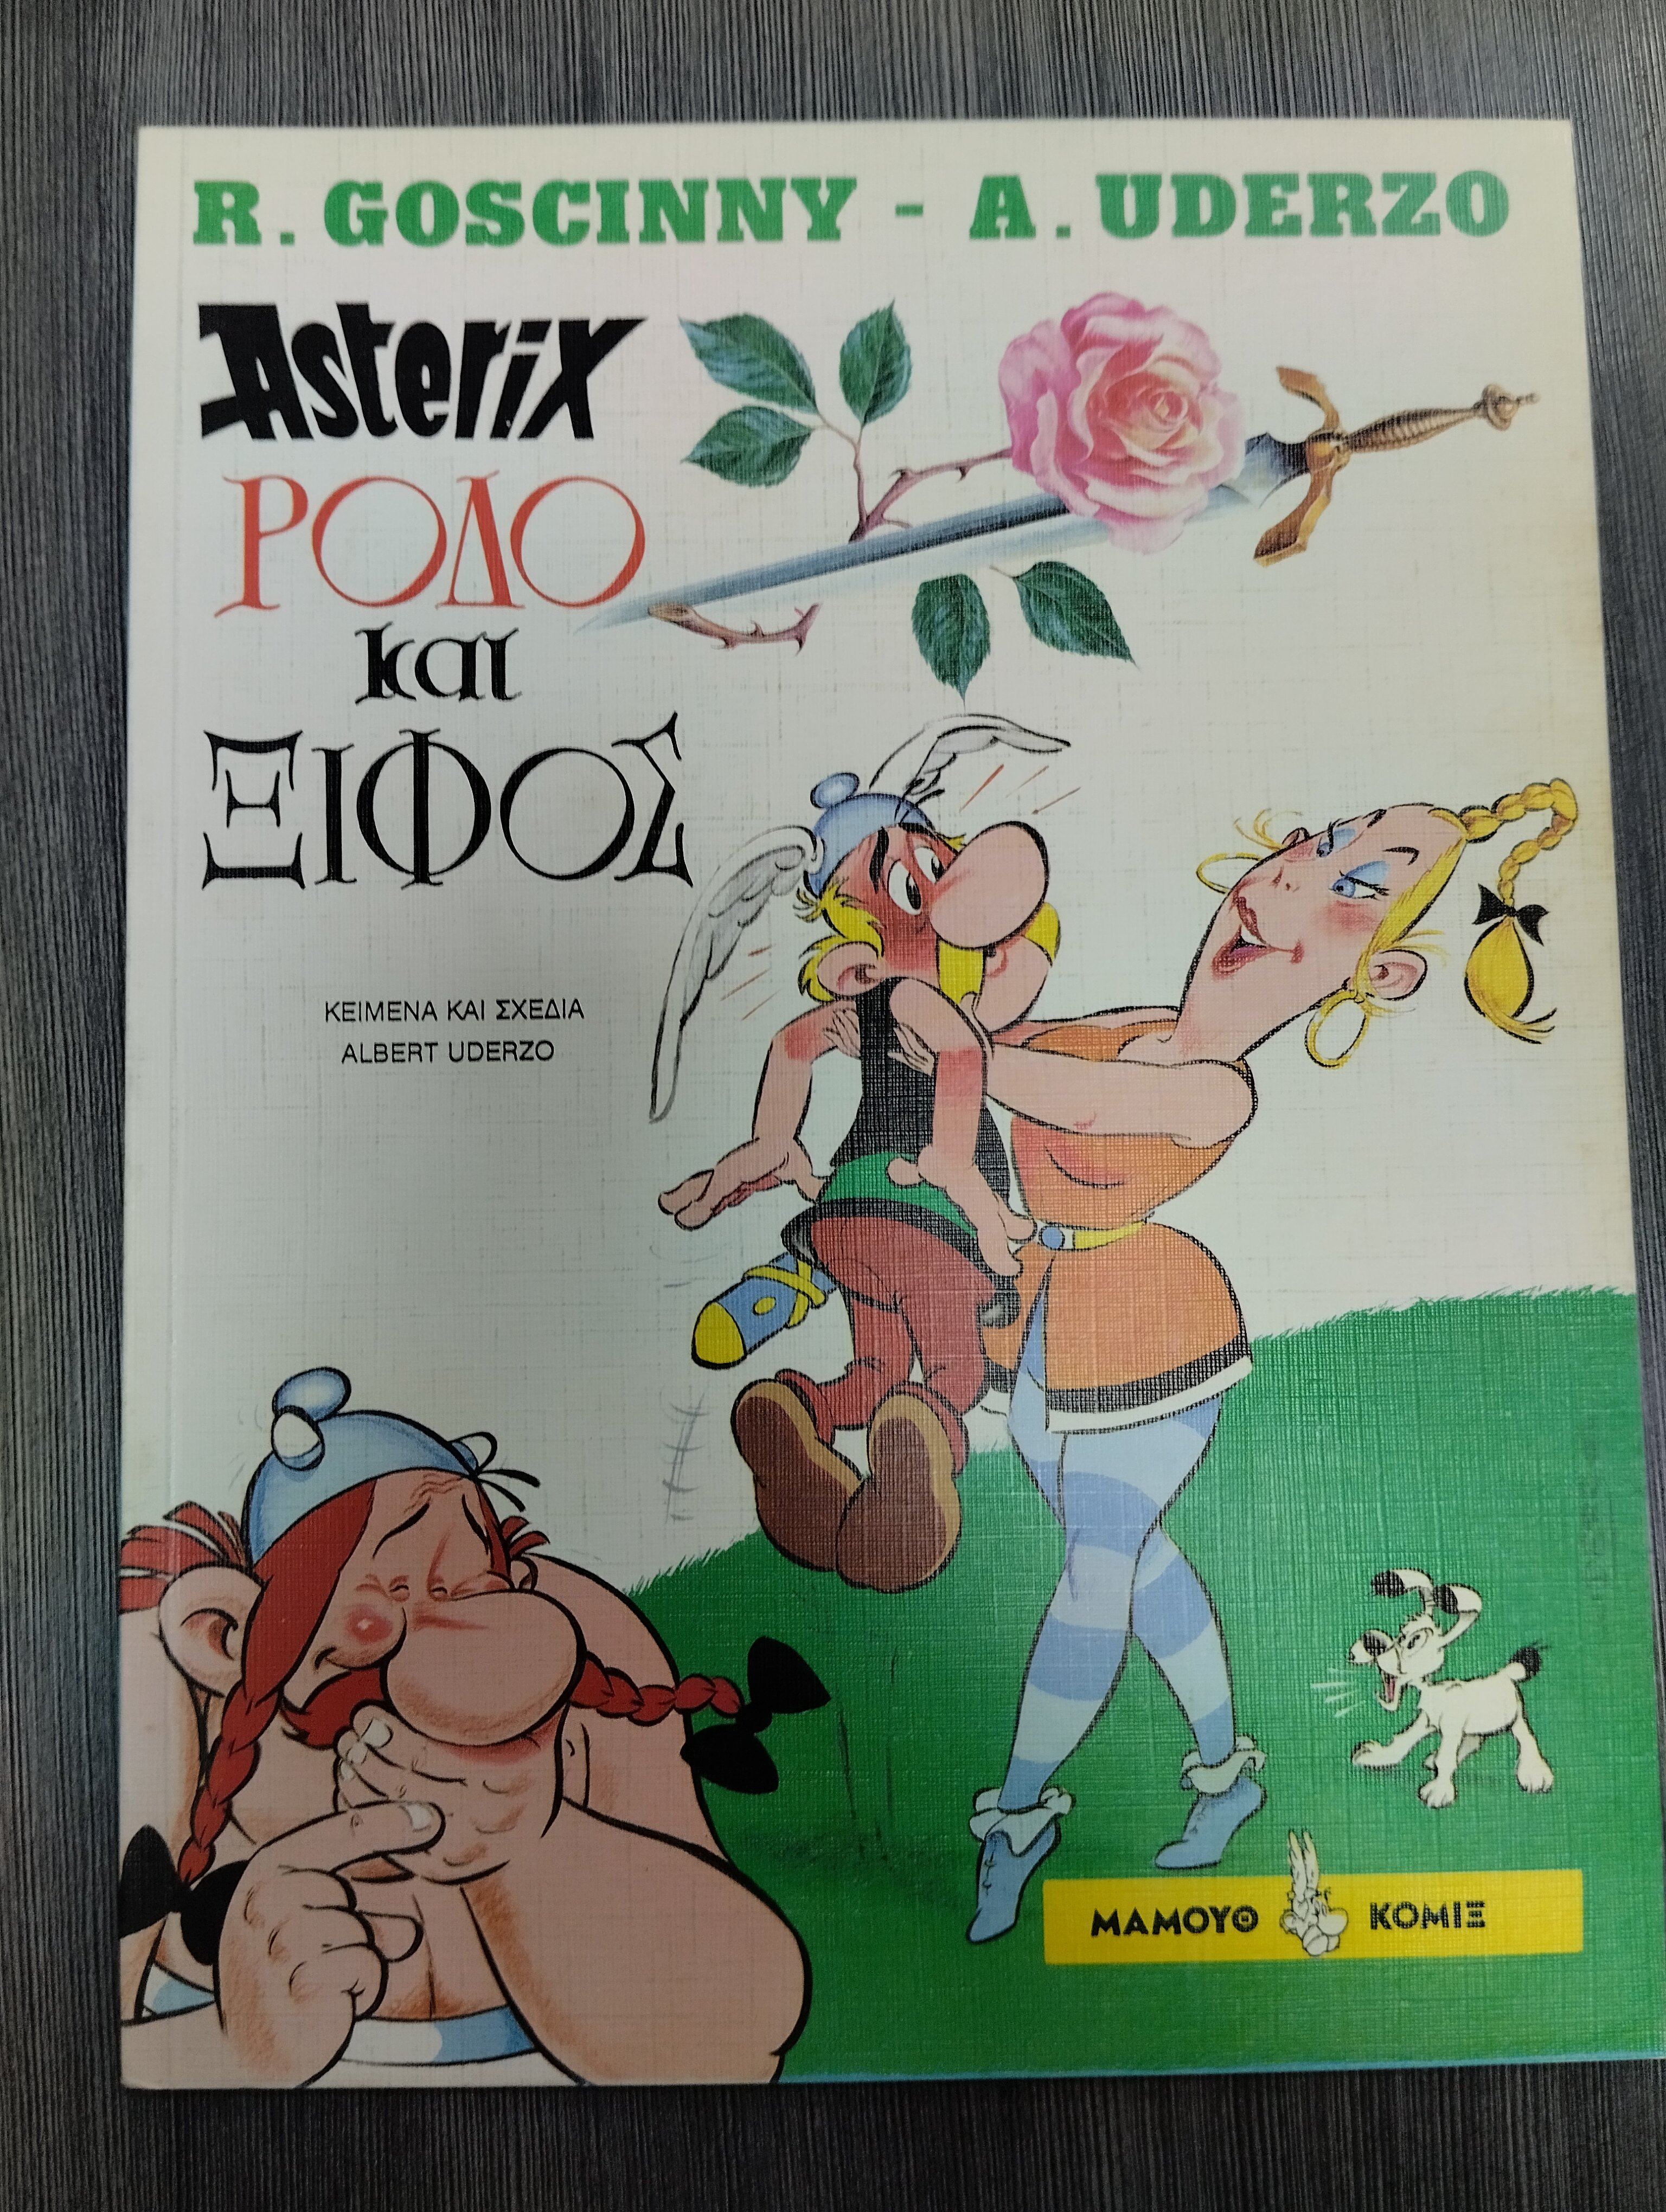 R. GOSCINNY - A. UDERZO
Asterix
ΡΟΔΟ
και
ΞΙΦΟΣ
ΚΕΙΜΕΝΑ ΚΑΙ ΣΧΕΔΙΑ
ALBERT UDERZO
ΜΑΜΟΥΘ ΚΟΜΙΞ